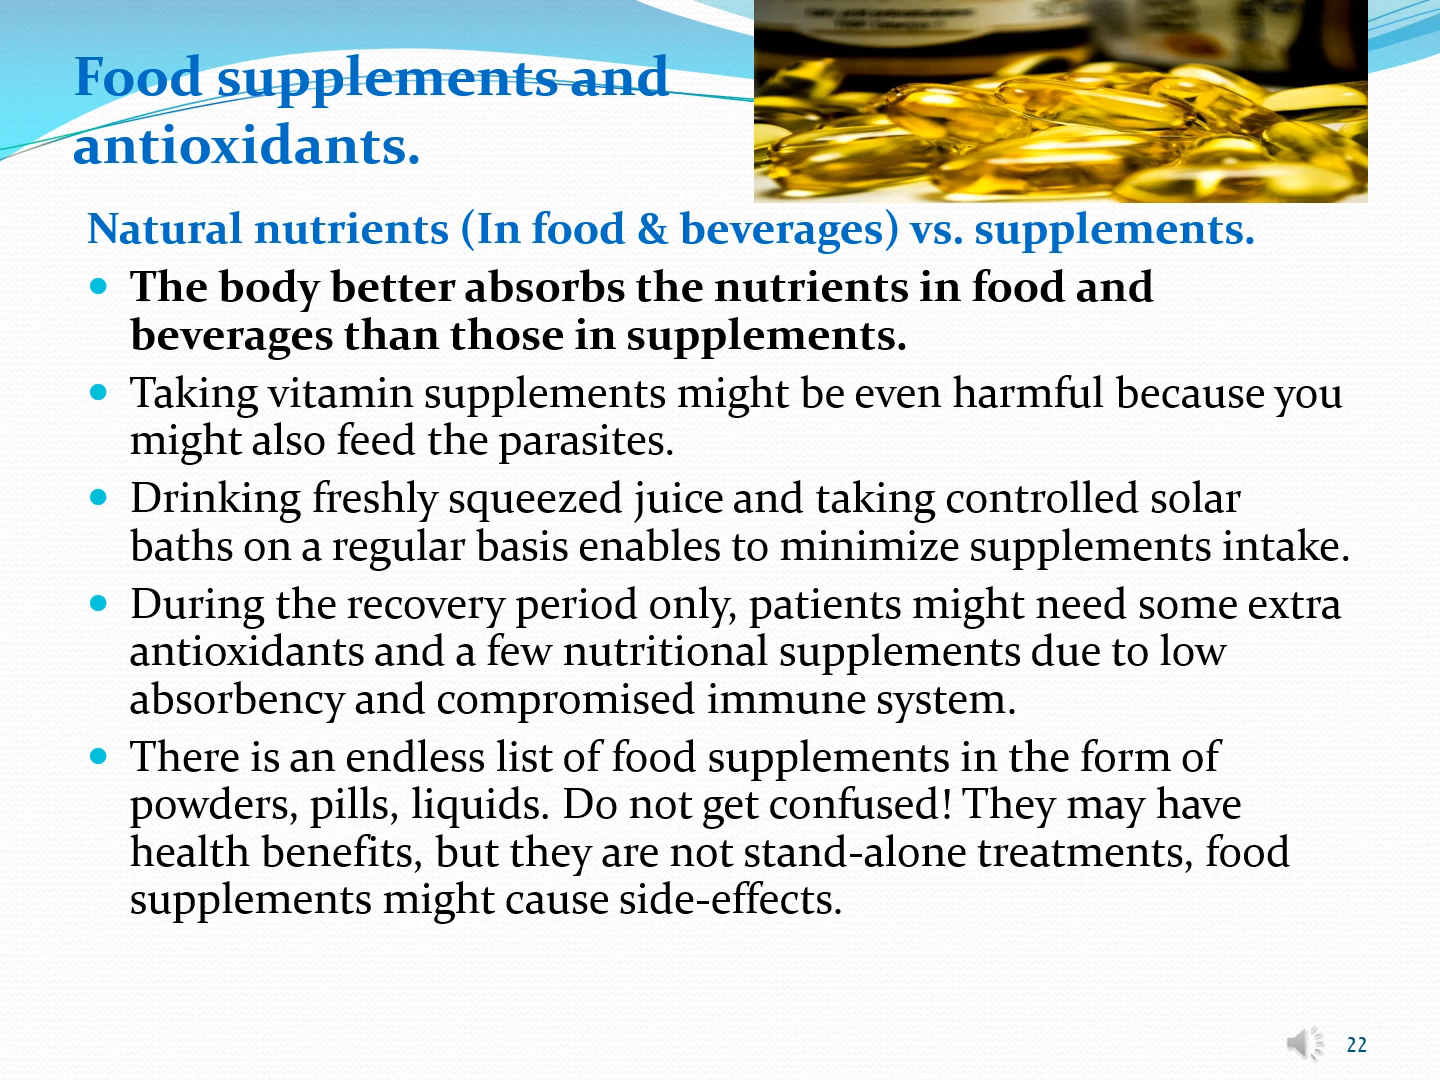 Food supplements and
antioxidants.
Natural nutrients (In food & beverages) vs. supplements.
The body better absorbs the nutrients in food and
beverages than those in supplements.
Taking vitamin supplements might be even harmful because you
might also feed the parasites.
Drinking freshly squeezed juice and taking controlled solar
baths on a regular basis enables to minimize supplements intake.
During the recovery period only, patients might need some extra
antioxidants and a few nutritional supplements due to low
absorbency and compromised immune system.
There is an endless list of food supplements in the form of
powders, pills, liquids. Do not get confused! They may have
health benefits, but they are not stand-alone treatments, food
supplements might cause side-effects.
22